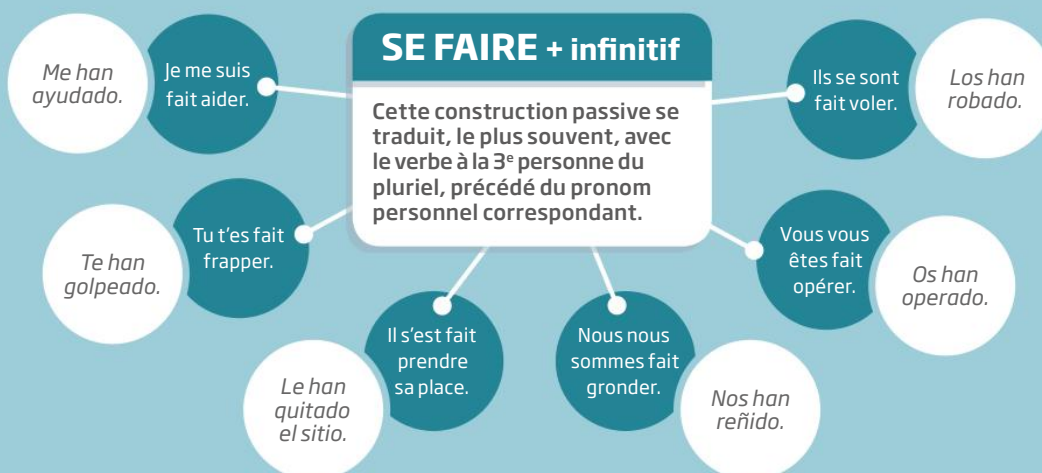 SE FAIRE + infinitif
Cette construction passive se
traduit, le plus souvent, avec
le verbe à la 3e personne du
pluriel, précédé du pronom
personnel correspondant.
Me han
ayudado.
Je me suis
fait aider.
Te han
golpeado.
Tu t'es fait
frapper.
Le han
quitado
el sitio.
Il s'est fait
prendre
sa place.
Nous nous
sommes fait
gronder.
Nos han
reñido.
Vous vous
êtes fait
opérer.
Os han
operado.
Ils se sont
fait voler.
Los han
robado.